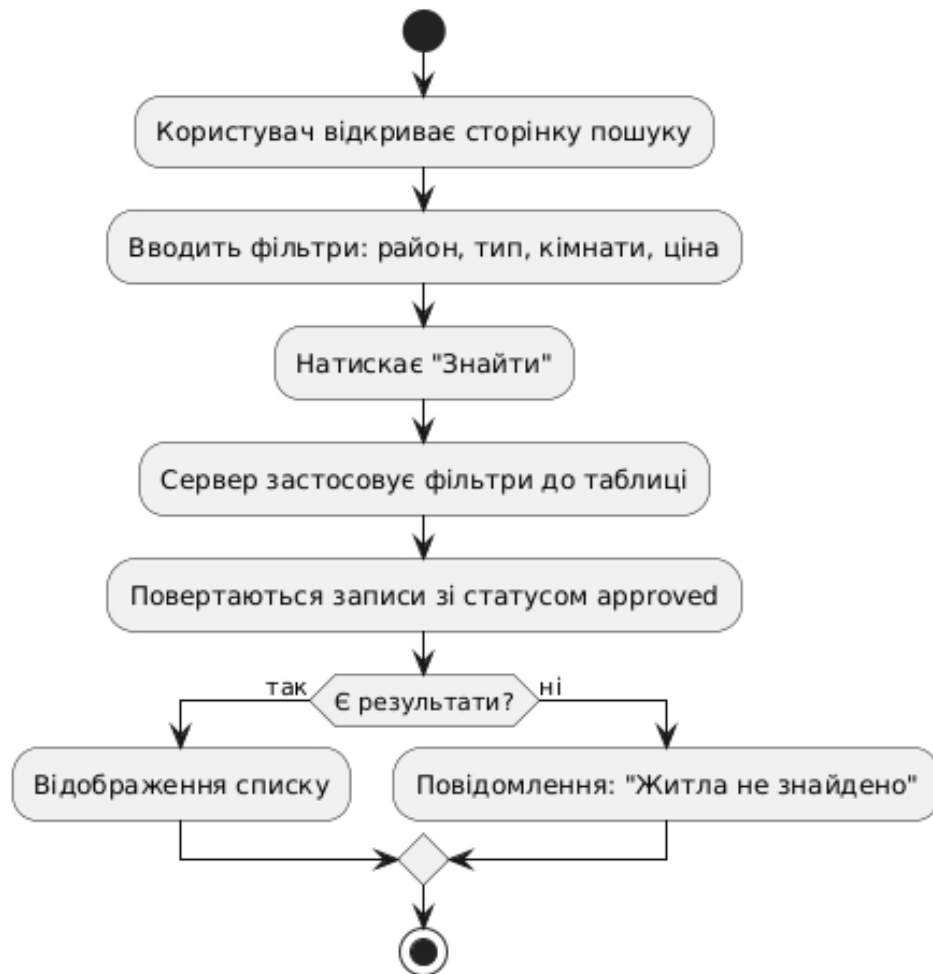 Користувач відкриває сторінку пошуку
Вводить фільтри: район, тип, кімнати, ціна
Натискає "Знайти"
Сервер застосовує фільтри до таблиці
Повертаються записи зі статусом approved
так
Є результати?
ні
Відображення списку
Повідомлення: "Житла не знайдено"